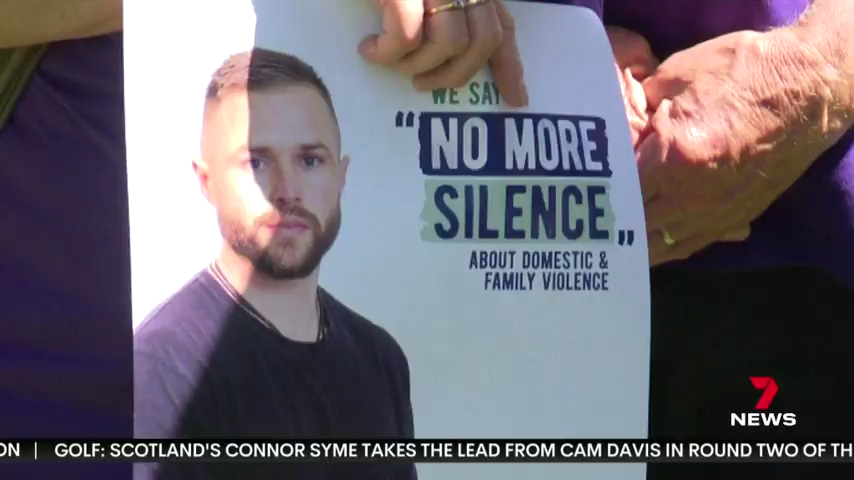 WE SAY
"NO MORE
SILENCE"
ABOUT DOMESTIC &
FAMILY VIOLENCE
7
NEWS
ON | GOLF: SCOTLAND'S CONNOR SYME TAKES THE LEAD FROM CAM DAVIS IN ROUND TWO OF TH